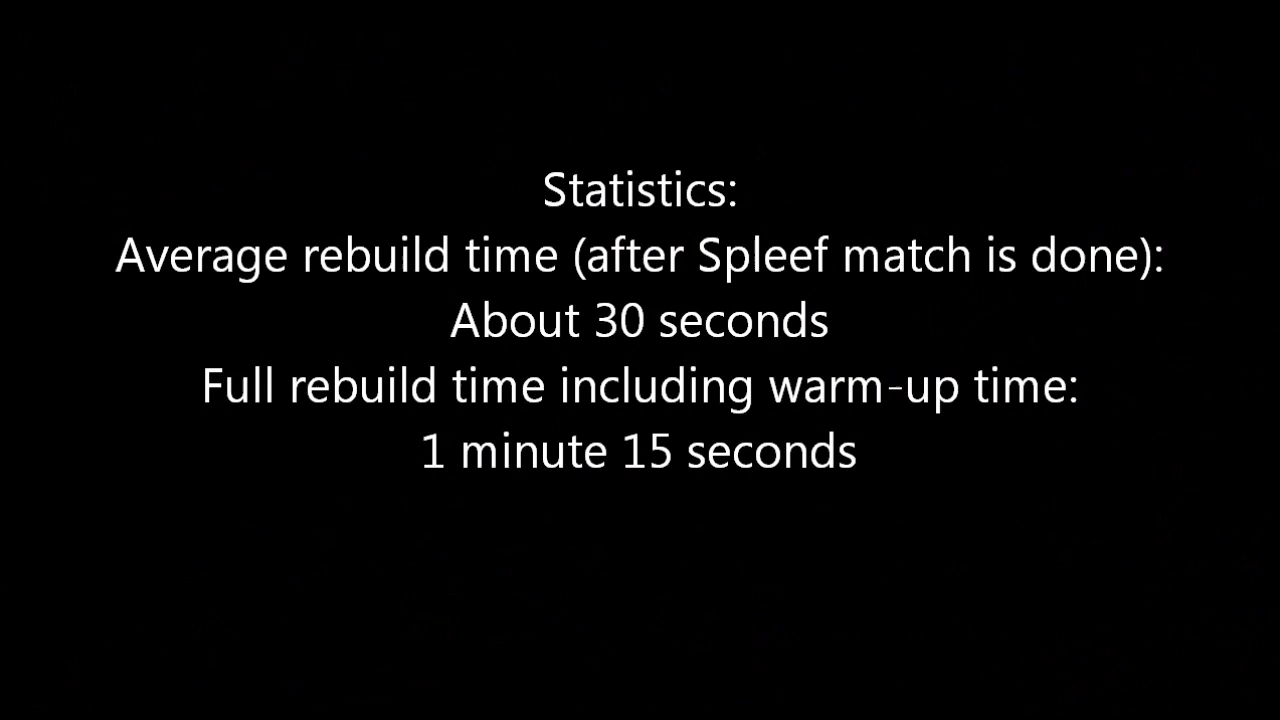 Statistics:
Average rebuild time (after Spleef match is done):
About 30 seconds
Full rebuild time including warm-up time:
1 minute 15 seconds